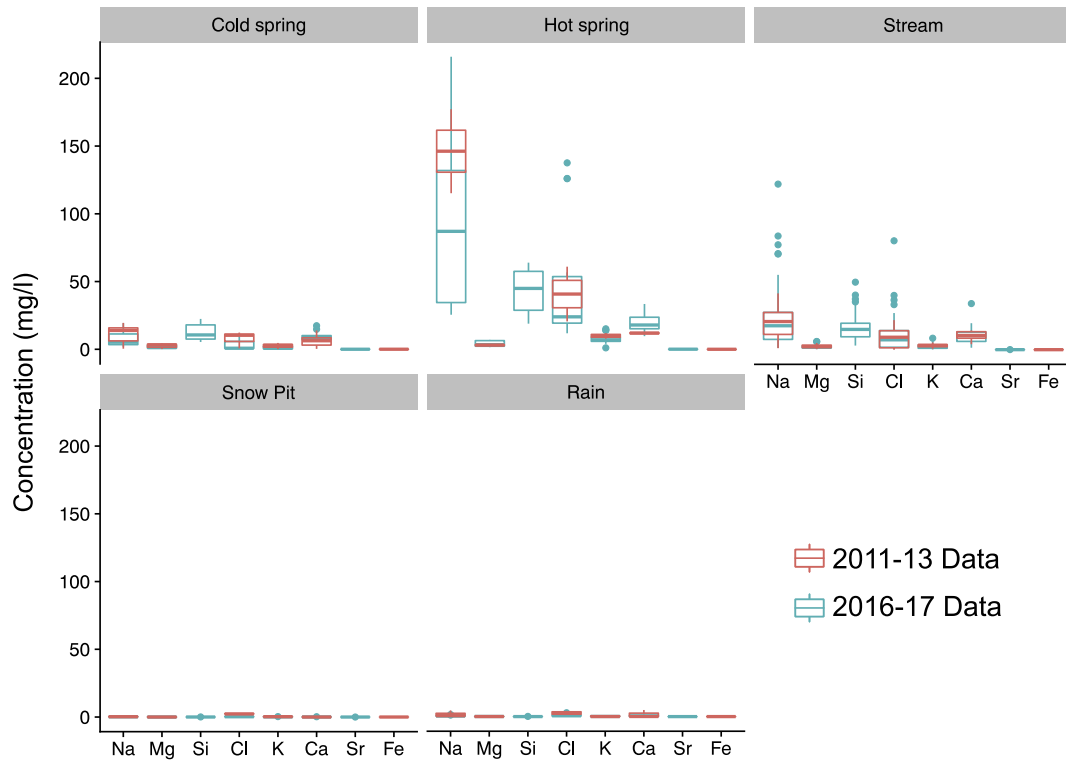 Cold spring
Hot spring
Stream
Concentration (mg/l)
200
150
100
50
0
Na Mg Si Cl K Ca Sr Fe
Snow Pit
Rain
200
150
100
50
0
Na Mg Si Cl K Ca Sr Fe
Na Mg Si Cl K Ca Sr Fe
2011-13 Data
2016-17 Data